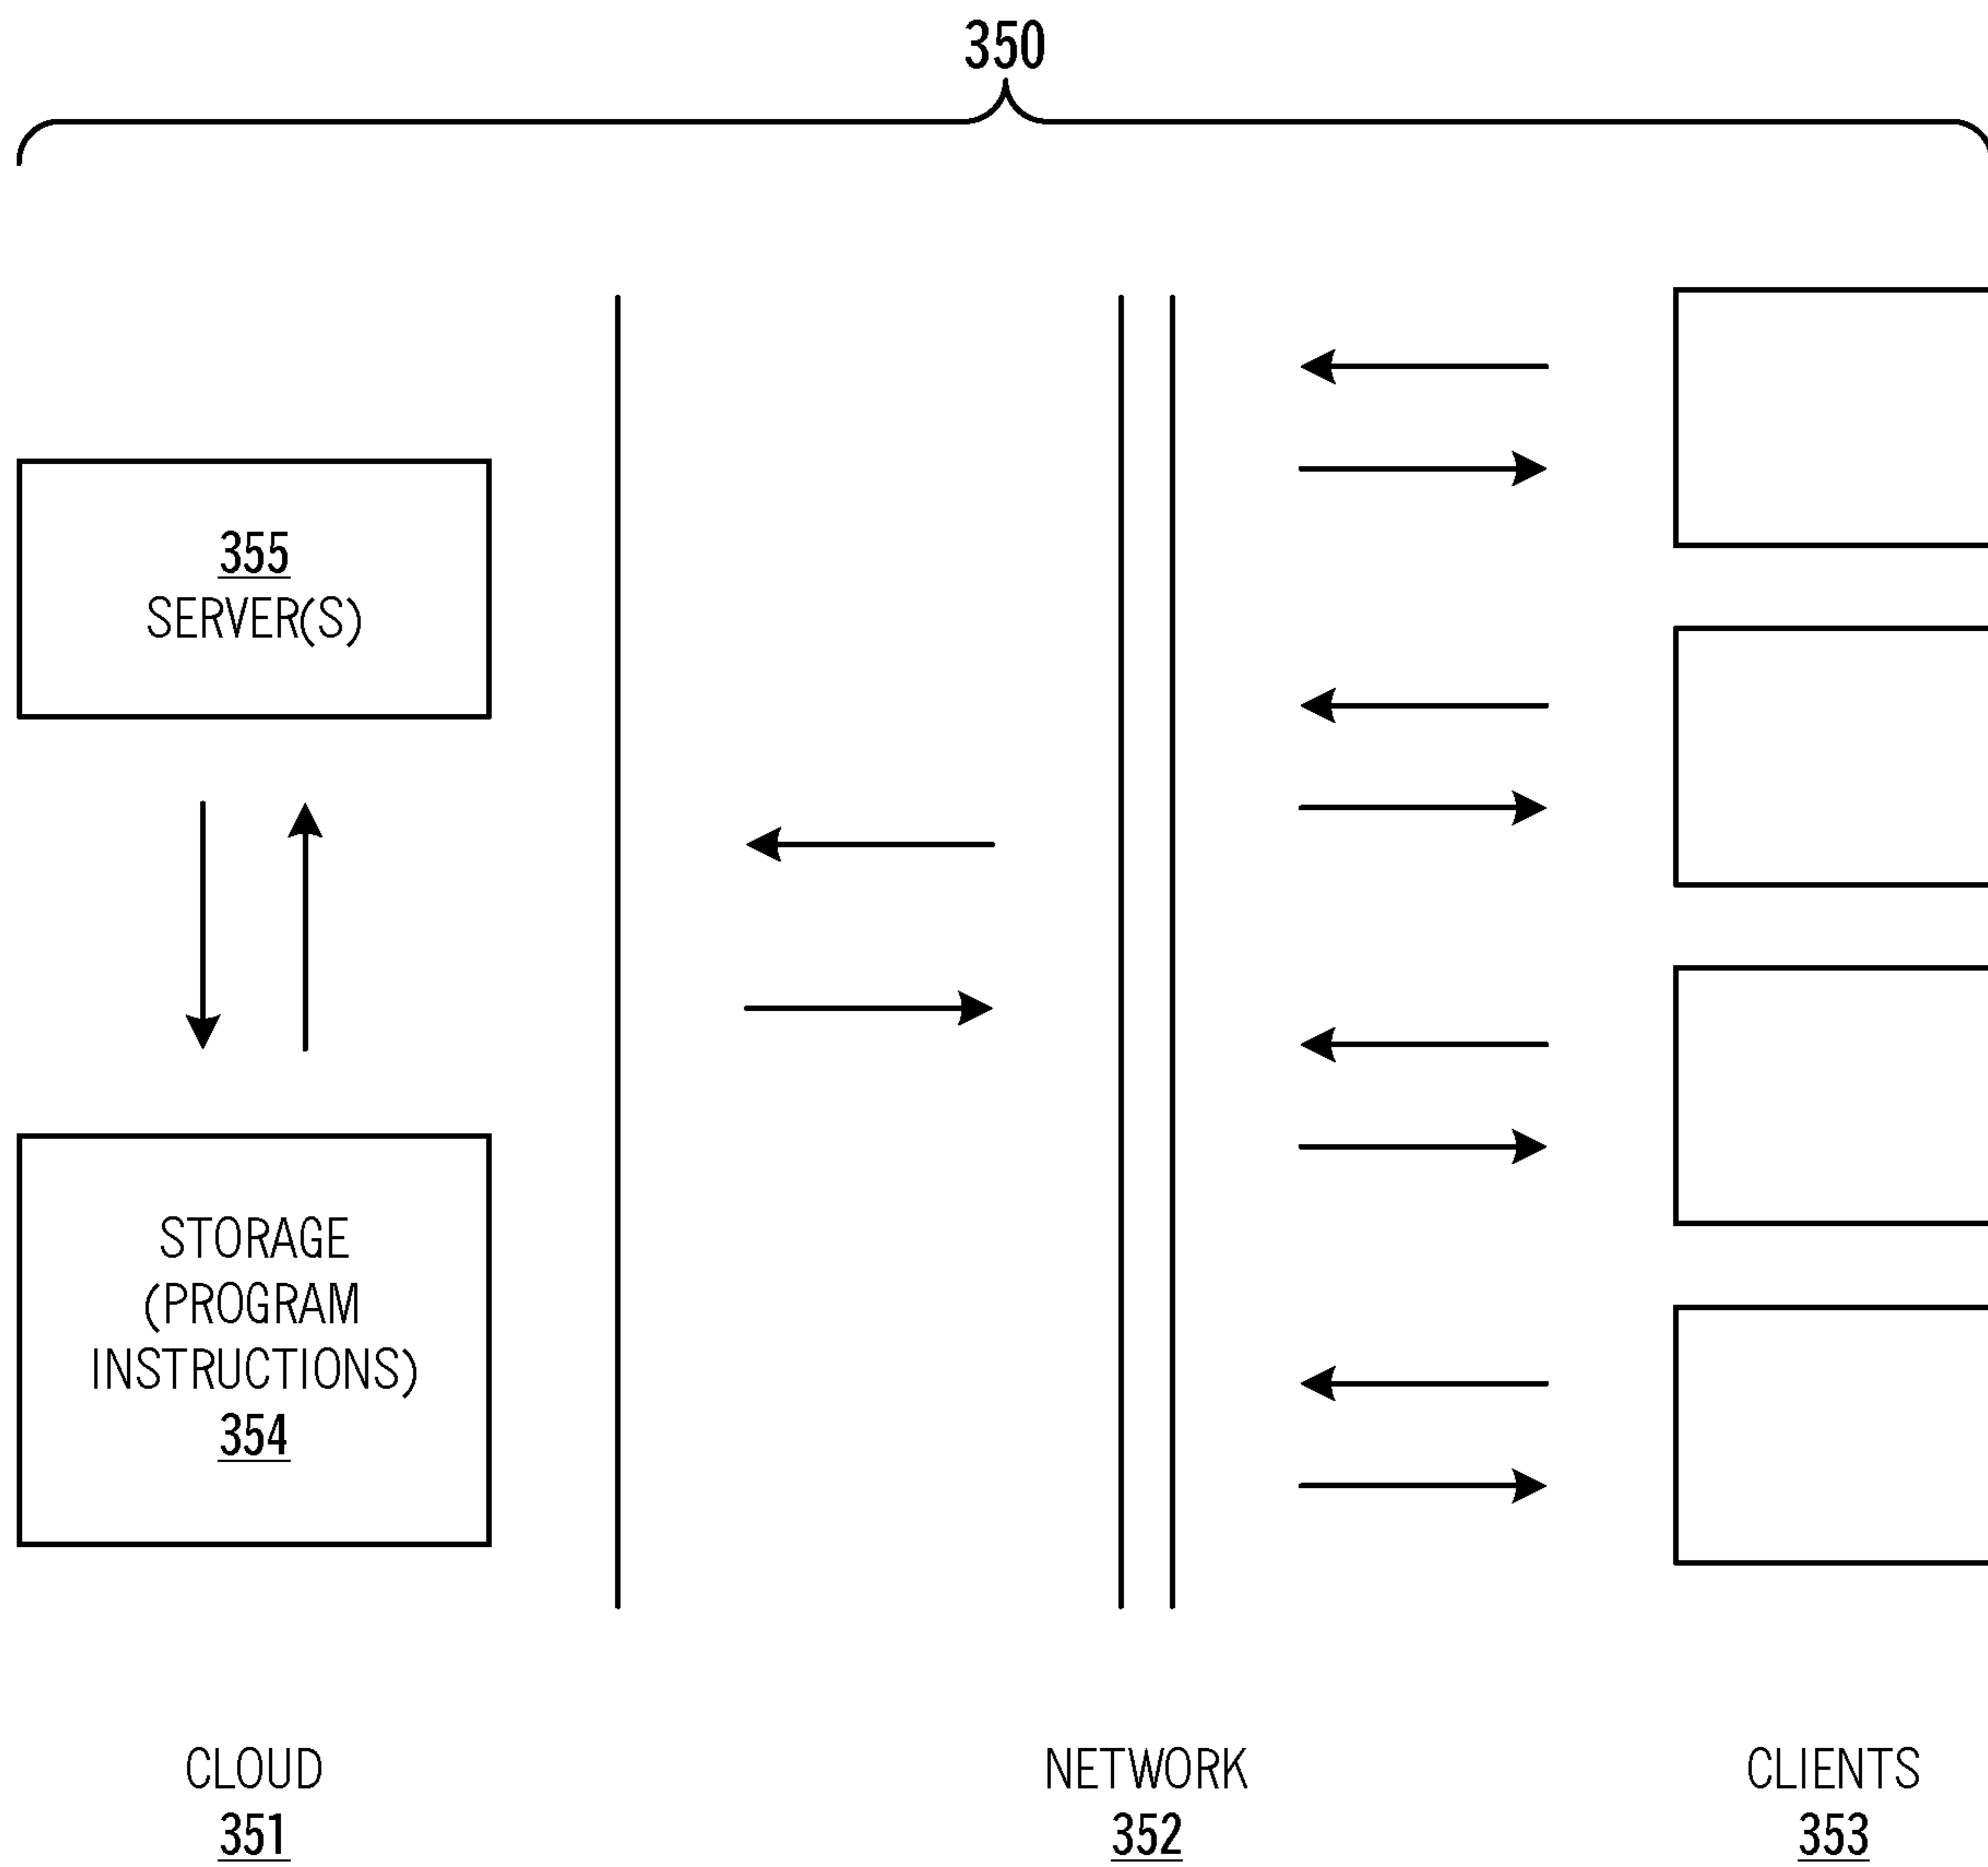 350
355
SERVER(S)
STORAGE
(PROGRAM
INSTRUCTIONS)
354
CLOUD
351
NETWORK
352
CLIENTS
353